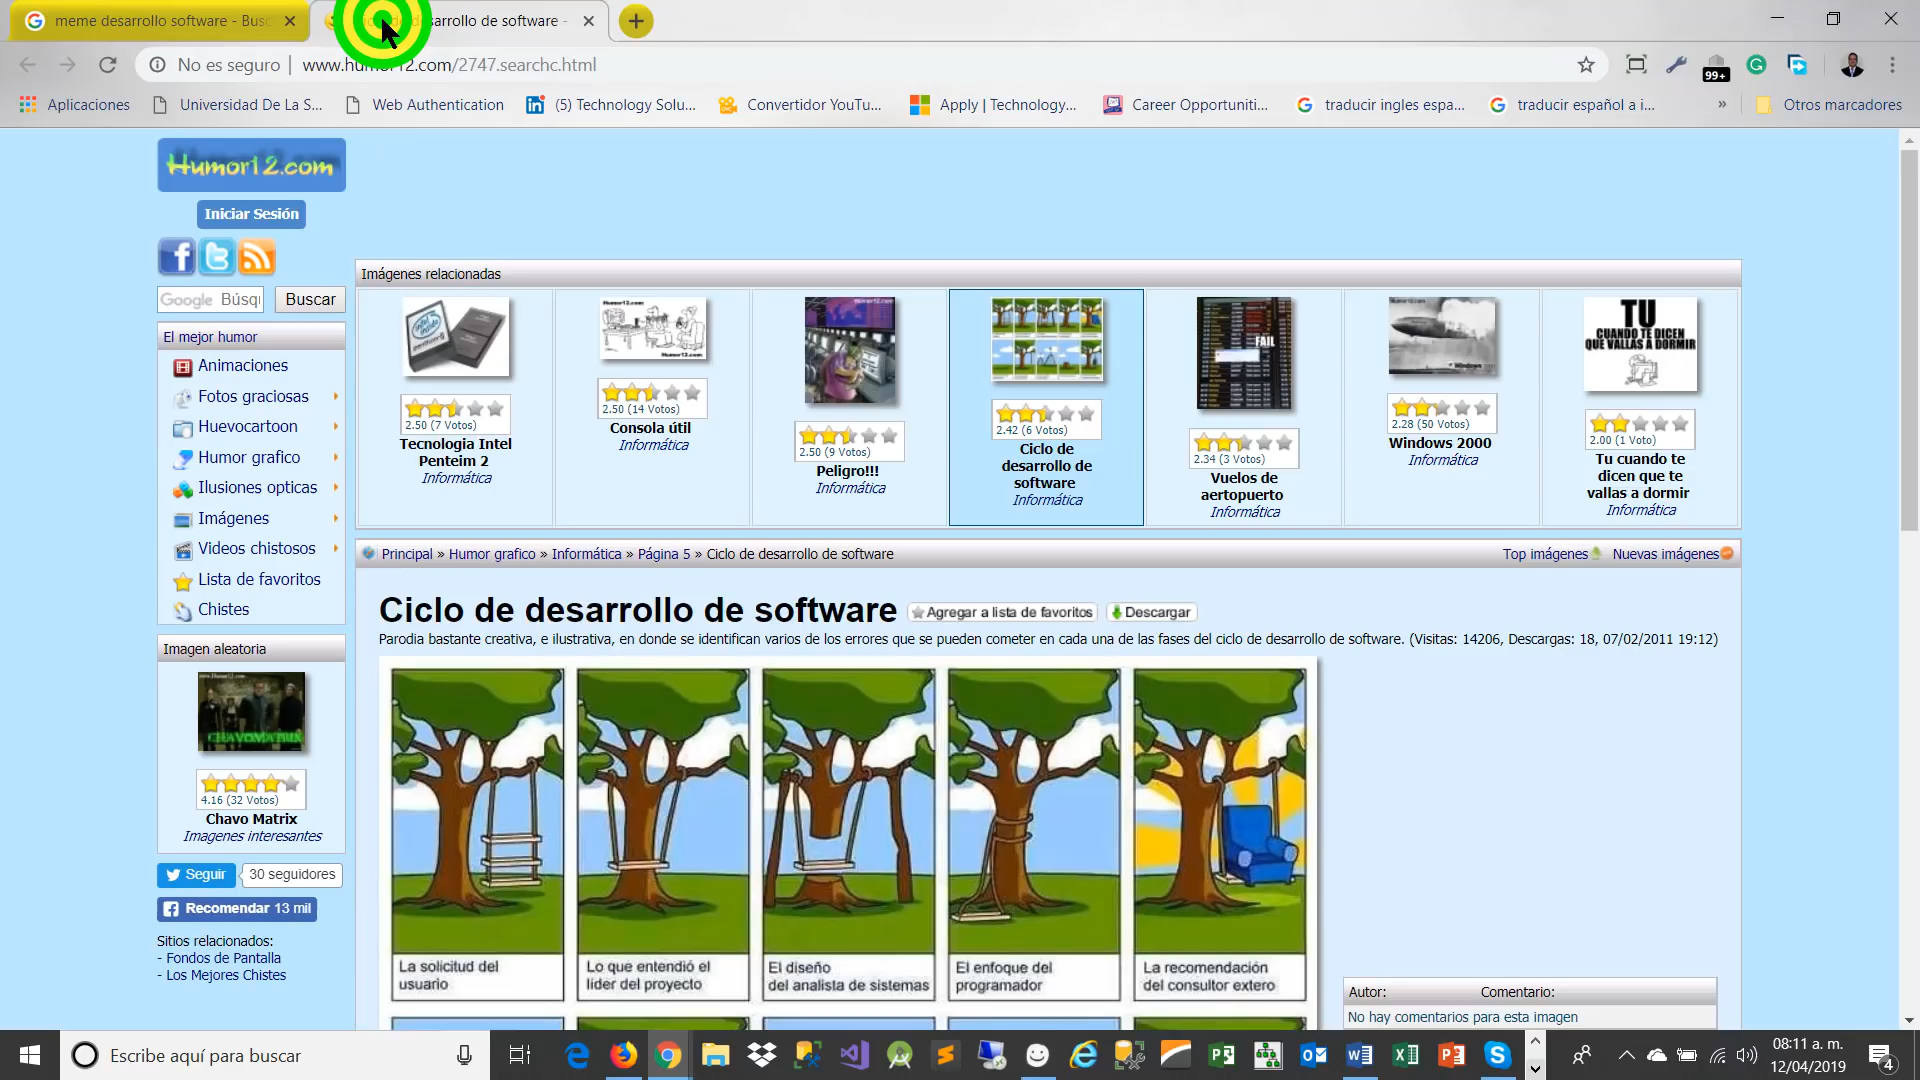 meme desarrollo software - Busc
desarrollo de software -
No es seguro
www.humor12.com/2747.searchc.html
99+
Aplicaciones
Universidad De La S...
Web Authentication
(5) Technology Solu...
Convertidor YouTu...
Apply | Technology...
Career Opportuniti...
traducir ingles espa...
traducir español a i...
»
Otros marcadores
Humor12.com
Iniciar Sesión
Google Búsq
Buscar
El mejor humor
Animaciones
Fotos graciosas
Huevocartoon
Humor grafico
Ilusiones opticas
Imágenes
Videos chistosos
Lista de favoritos
Chistes
Imagen aleatoria
CHAVOMATRIX
4.16 (32 Votos)
Chavo Matrix
Imagenes interesantes
Seguir
30 seguidores
Recomendar 13 mil
Sitios relacionados:
- Fondos de Pantalla
- Los Mejores Chistes
Imágenes relacionadas
2.50 (7 Votos)
Tecnologia Intel
Penteim 2
Informática
Humor12.com
2.50 (14 Votos)
Consola útil
Informática
2.50 (9 Votos)
Peligro!!!
Informática
2.42 (6 Votos)
Ciclo de
desarrollo de
software
Informática
FAIL
2.34 (3 Votos)
Vuelos de
aertopuerto
Informática
Windows 2000
2.28 (50 Votos)
Windows 2000
Informática
TU
CUANDO TE DICEN
QUE VALLAS A DORMIR
2.00 (1 Voto)
Tu cuando te
dicen que te
vallas a dormir
Informática
Principal » Humor grafico » Informática » Página 5 » Ciclo de desarrollo de software
Top imágenes
Nuevas imágenes
Ciclo de desarrollo de software
Agregar a lista de favoritos
Descargar
Parodia bastante creativa, e ilustrativa, en donde se identifican varios de los errores que se pueden cometer en cada una de las fases del ciclo de desarrollo de software. (Visitas: 14206, Descargas: 18, 07/02/2011 19:12)
La solicitud del
usuario
Lo que entendió el
lider del proyecto
El diseño
del analista de sistemas
El enfoque del
programador
La recomendación
del consultor extero
Autor:
Comentario:
No hay comentarios para esta imagen
Escribe aquí para buscar
08:11 a. m.
12/04/2019
4